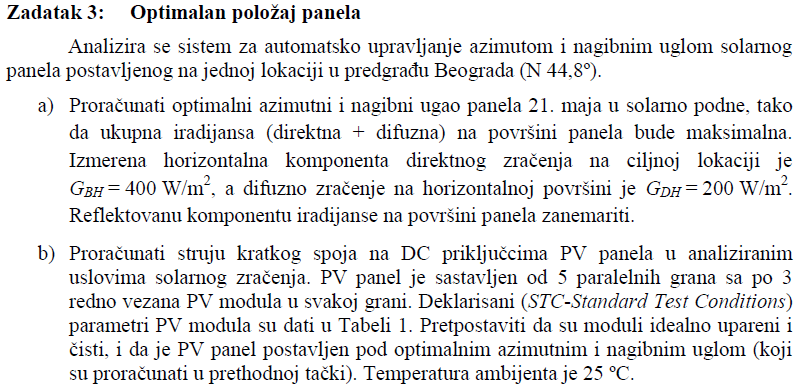 Zadatak 3: Optimalan položaj panela
Analizira se sistem za automatsko upravljanje azimutom i nagibnim uglom solarnog
panela postavljenog na jednoj lokaciji u predgrađu Beograda (N 44,8º).
a) Proračunati optimalni azimutni i nagibni ugao panela 21. maja u solarno podne, tako
da ukupna iradijansa (direktna + difuzna) na površini panela bude maksimalna.
Izmerena horizontalna komponenta direktnog zračenja na ciljnoj lokaciji je
G_BH = 400 W/m², a difuzno zračenje na horizontalnoj površini je G_DH = 200 W/m².
Reflektovanu komponentu iradijanse na površini panela zanemariti.
b) Proračunati struju kratkog spoja na DC priključcima PV panela u analiziranim
uslovima solarnog zračenja. PV panel je sastavljen od 5 paralelnih grana sa po 3
redno vezana PV modula u svakoj grani. Deklarisani (STC-Standard Test Conditions)
parametri PV modula su dati u Tabeli 1. Pretpostaviti da su moduli idealno upareni i
čisti, i da je PV panel postavljen pod optimalnim azimutnim i nagibnim uglom (koji
su proračunati u prethodnoj tački). Temperatura ambijenta je 25 ºC.